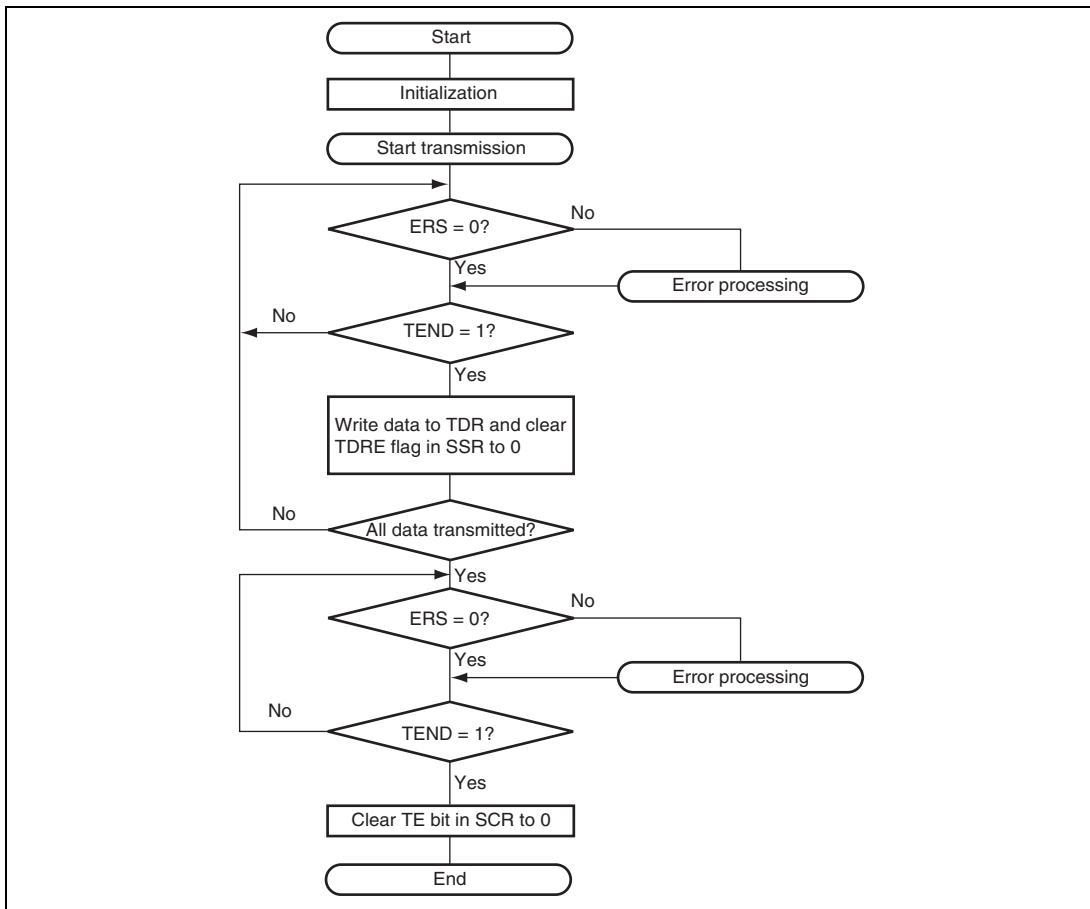 Start
Initialization
Start transmission
ERS = 0?
No
Yes
Error processing
No
TEND = 1?
Yes
Write data to TDR and clear
TDRE flag in SSR to 0
No
All data transmitted?
Yes
ERS = 0?
No
Yes
Error processing
No
TEND = 1?
Yes
Clear TE bit in SCR to 0
End